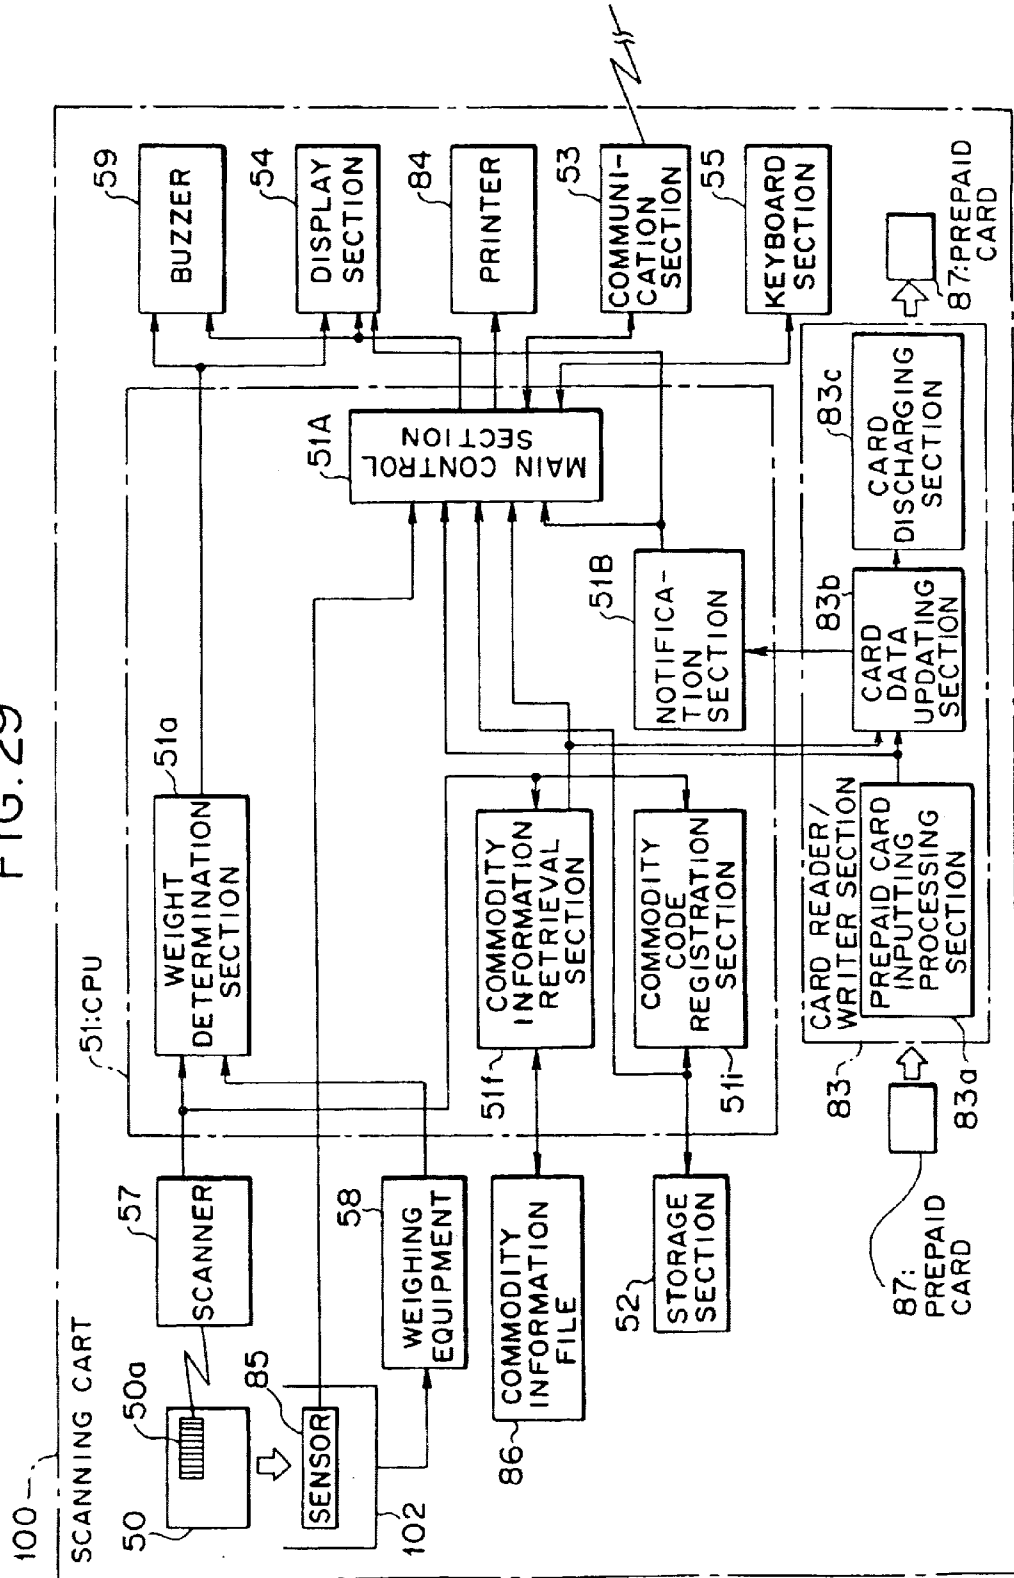 FIG. 29
100
SCANNING CART
50
50a
57
SCANNER
85
SENSOR
102
58
WEIGHING
EQUIPMENT
86
COMMODITY
INFORMATION
FILE
52
STORAGE
SECTION
87:
PREPAID
CARD
51:CPU
51a
WEIGHT
DETERMINATION
SECTION
51f
COMMODITY
INFORMATION
RETRIEVAL
SECTION
51i
COMMODITY
CODE
REGISTRATION
SECTION
51A
MAIN CONTROL
SECTION
51B
NOTIFICA-
TION
SECTION
83
CARD READER/
WRITER SECTION
83a
PREPAID CARD
INPUTTING
PROCESSING
SECTION
83b
CARD
DATA
UPDATING
SECTION
83c
CARD
DISCHARGING
SECTION
87:PREPAID
CARD
59
BUZZER
54
DISPLAY
SECTION
84
PRINTER
53
COMMUNI-
CATION
SECTION
55
KEYBOARD
SECTION